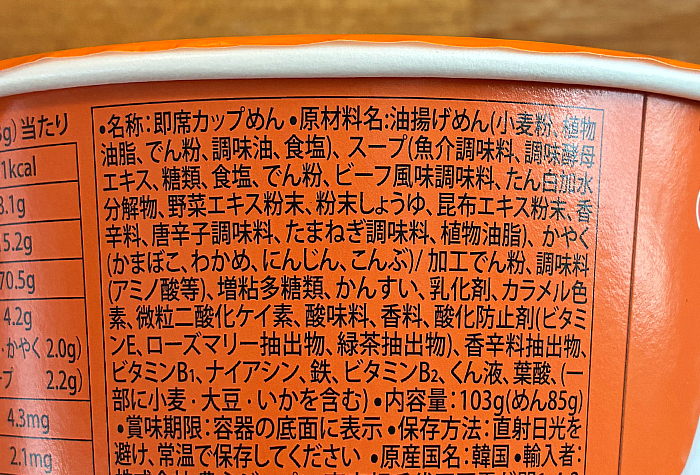 5g)当たり
1kcal
8.1g
15.2g
70.5g
4.2g
・かやく 2.0g)
プ 2.2g)
4.3mg
2.1mg
•名称:即席カップめん •原材料名:油揚げめん(小麦粉、植物
油脂、でん粉、調味油、食塩)、スープ(魚介調味料、調味酵母
エキス、糖類、食塩、でん粉、ビーフ風味調味料、たん白加水
分解物、野菜エキス粉末、粉末しょうゆ、昆布エキス粉末、香
辛料、唐辛子調味料、たまねぎ調味料、植物油脂)、かやく
(かまぼこ、わかめ、にんじん、こんぶ)/加工でん粉、調味料
(アミノ酸等)、増粘多糖類、かんすい、乳化剤、カラメル色
素、微粒二酸化ケイ素、酸味料、香料、酸化防止剤(ビタミ
ンE、ローズマリー抽出物、緑茶抽出物)、香辛料抽出物、
ビタミンB1、ナイアシン、鉄、ビタミンB2、くん液、葉酸、(一
部に小麦・大豆・いかを含む) •内容量:103g(めん85g)
•賞味期限:容器の底面に表示 •保存方法:直射日光を
避け、常温で保存してください •原産国名:韓国 •輸入者: